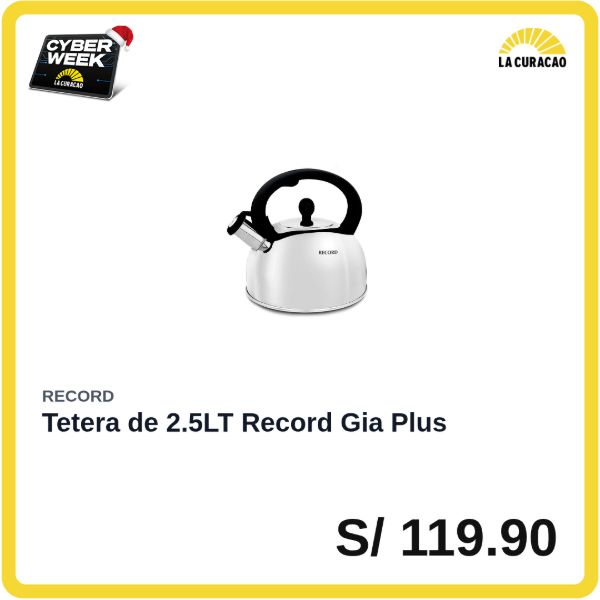 CYBER
WEEK
LA CURACAO
LA CURACAO
RECORD
RECORD
Tetera de 2.5LT Record Gia Plus
S/ 119.90